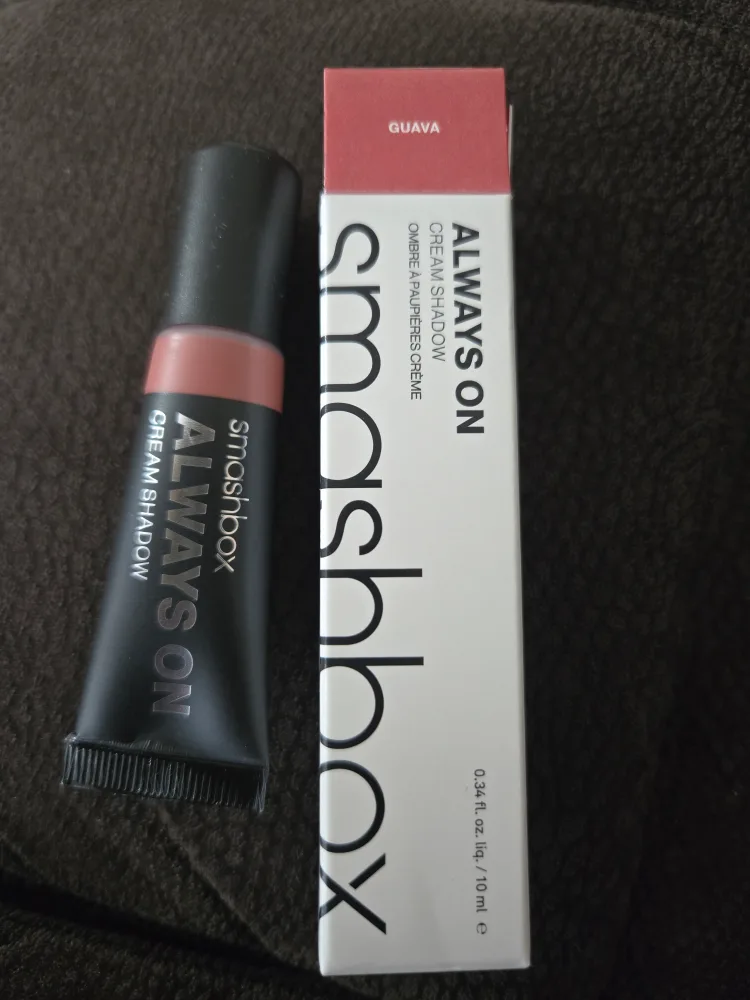 smashbox
ALWAYS ON
CREAM SHADOW
GUAVA
ALWAYS ON
CREAM SHADOW
OMBRE À PAUPIÈRES CRÈME
smashbox
0.34 fl. oz. liq. / 10 ml ℮